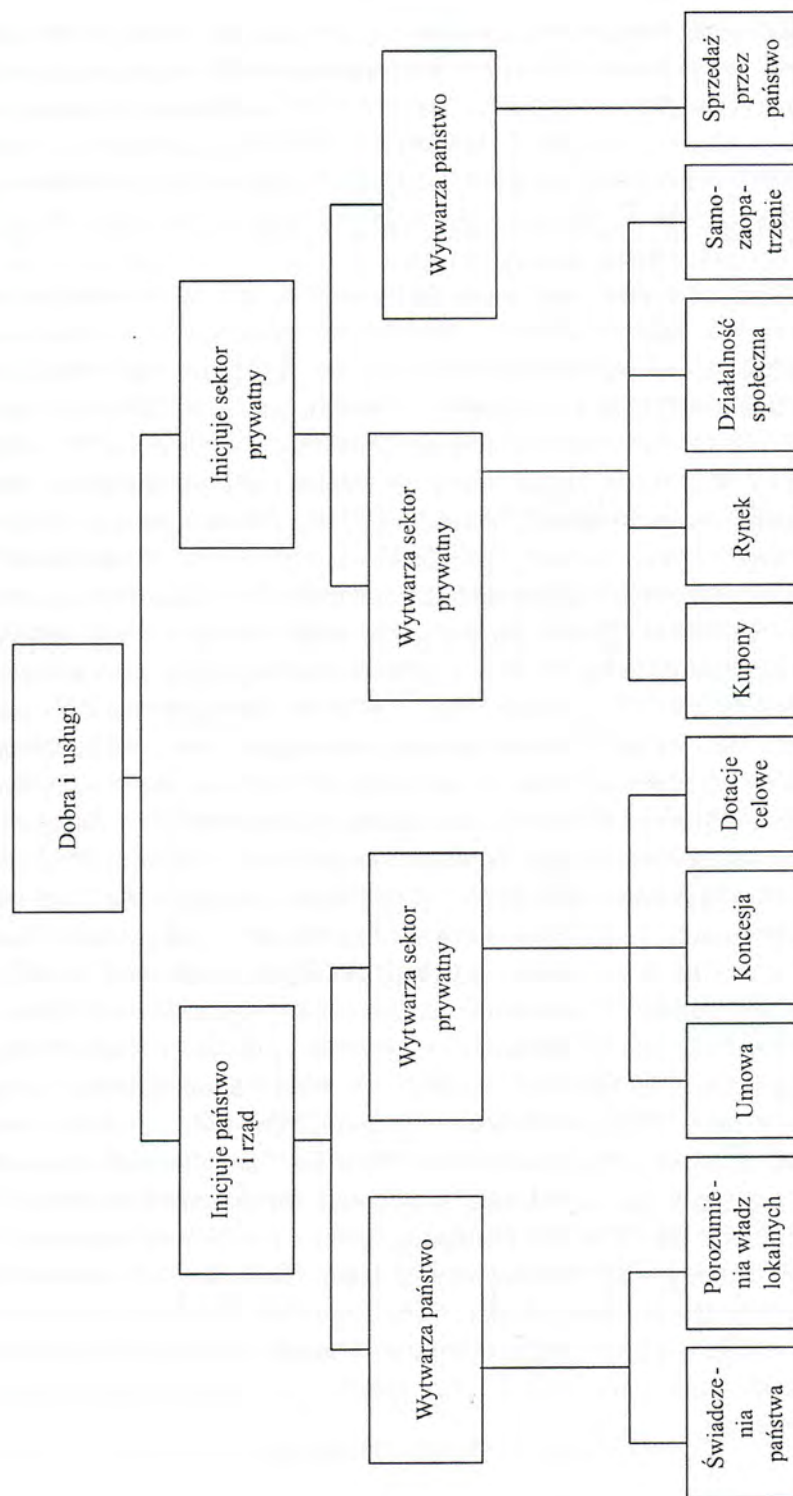 Dobra i usługi
Inicjuje państwo
i rząd
Inicjuje sektor
prywatny
Wytwarza państwo
Wytwarza sektor
prywatny
Wytwarza sektor
prywatny
Wytwarza państwo
Świadcze-
nia
państwa
Porozumie-
nia władz
lokalnych
Umowa
Koncesja
Dotacje
celowe
Kupony
Rynek
Działalność
społeczna
Samo-
zaopa-
trzenie
Sprzedaż
przez
państwo